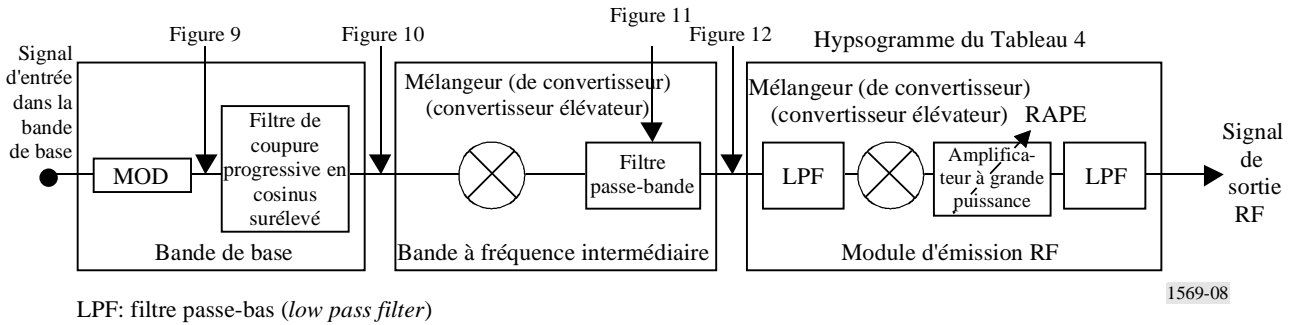 Figure 11
Figure 9
Figure 10
Figure 12
Hypsogramme du Tableau 4
Signal
d'entrée
dans la
bande
de base
MOD
Filtre de
coupure
progressive en
cosinus
surélevé
Bande de base
Mélangeur (de convertisseur)
(convertisseur élévateur)
Filtre
passe-bande
Bande à fréquence intermédiaire
Mélangeur (de convertisseur)
(convertisseur élévateur)
RAPE
LPF
Amplifica-
teur à grande
puissance
LPF
Module d'émission RF
Signal
de
sortie
RF
1569-08
LPF: filtre passe-bas (low pass filter)